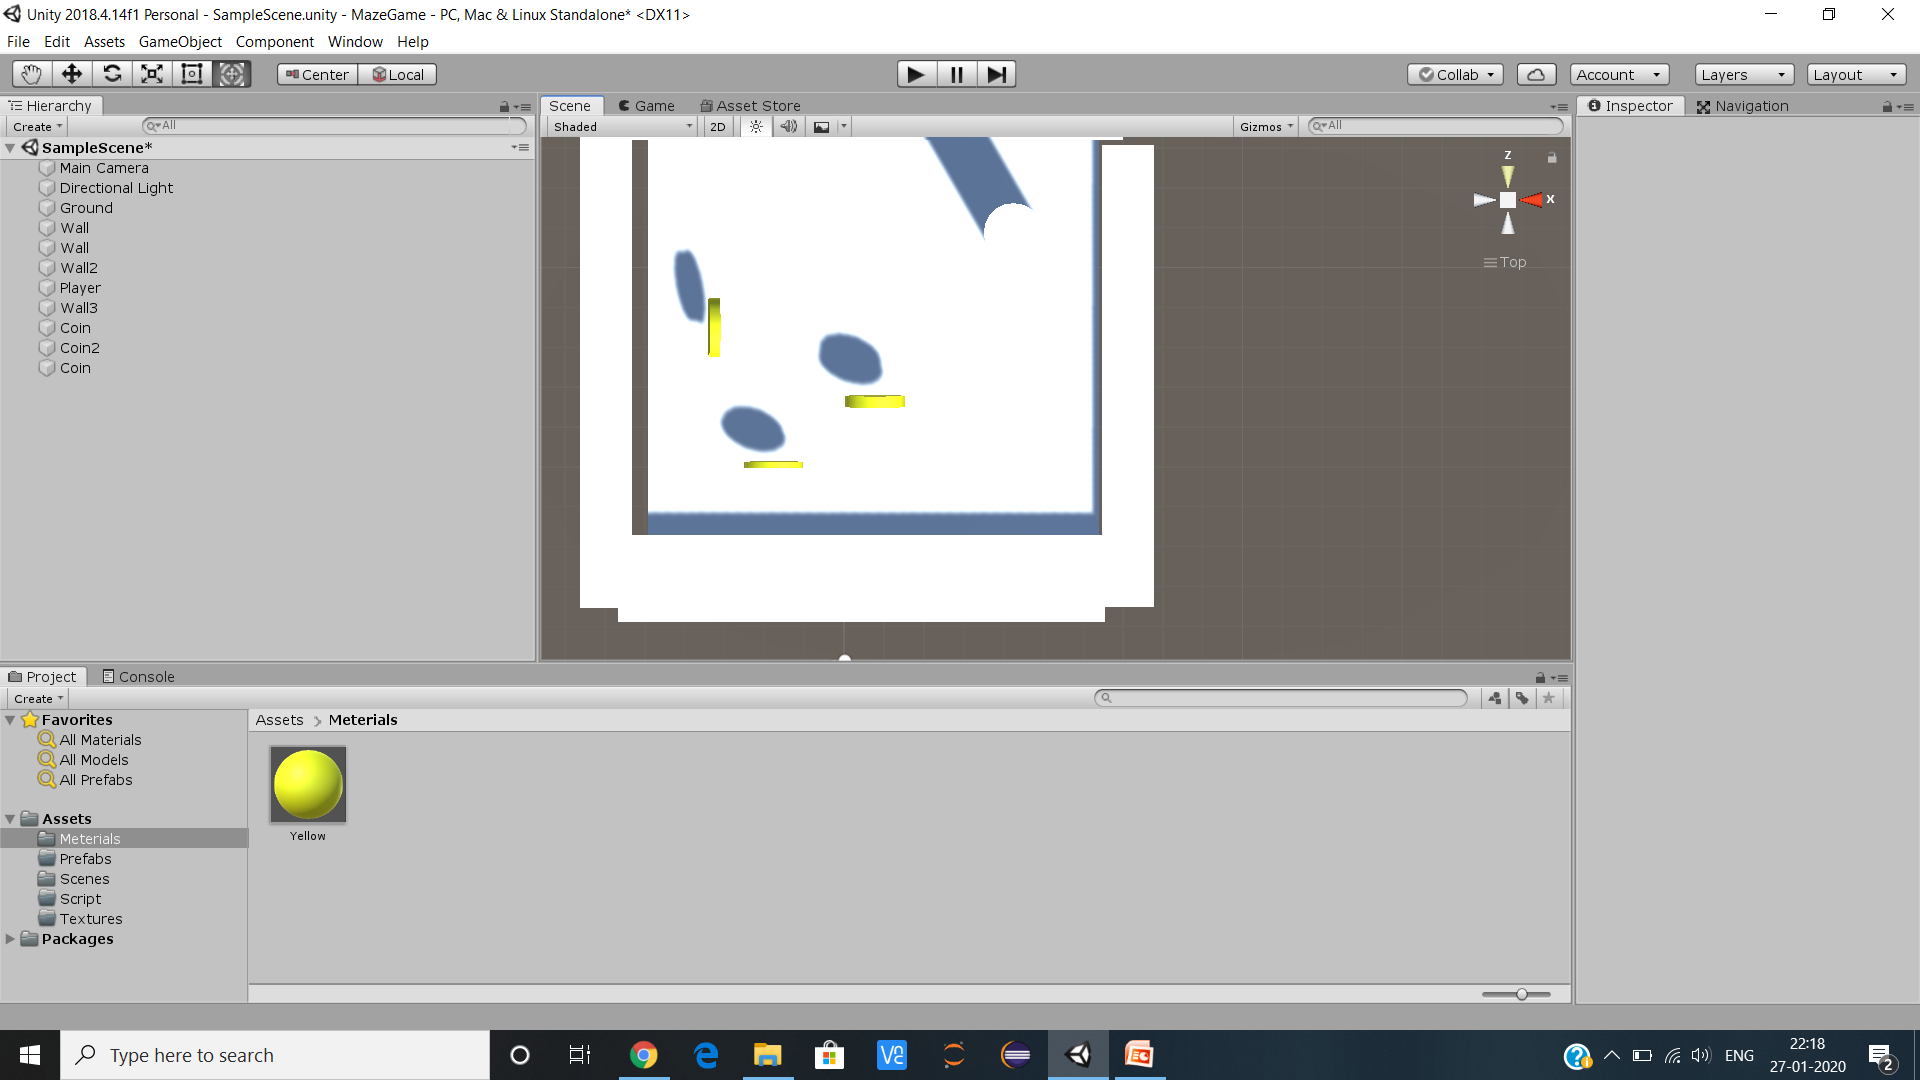 Unity 2018.4.14f1 Personal - SampleScene.unity - MazeGame - PC, Mac & Linux Standalone* <DX11>
File Edit Assets GameObject Component Window Help
Center Local Collab Account Layers Layout
Hierarchy Scene Game Asset Store Inspector Navigation
Create All Shaded 2D Gizmos All
SampleScene*
Main Camera
Directional Light
Ground
Wall
Wall
Wall2
Player
Wall3
Coin
Coin2
Coin
z
x
Top
Project Console
Create
Favorites
All Materials
All Models
All Prefabs
Assets
Meterials
Prefabs
Scenes
Script
Textures
Packages
Assets Meterials
Yellow
Type here to search
ENG
22:18
27-01-2020
2